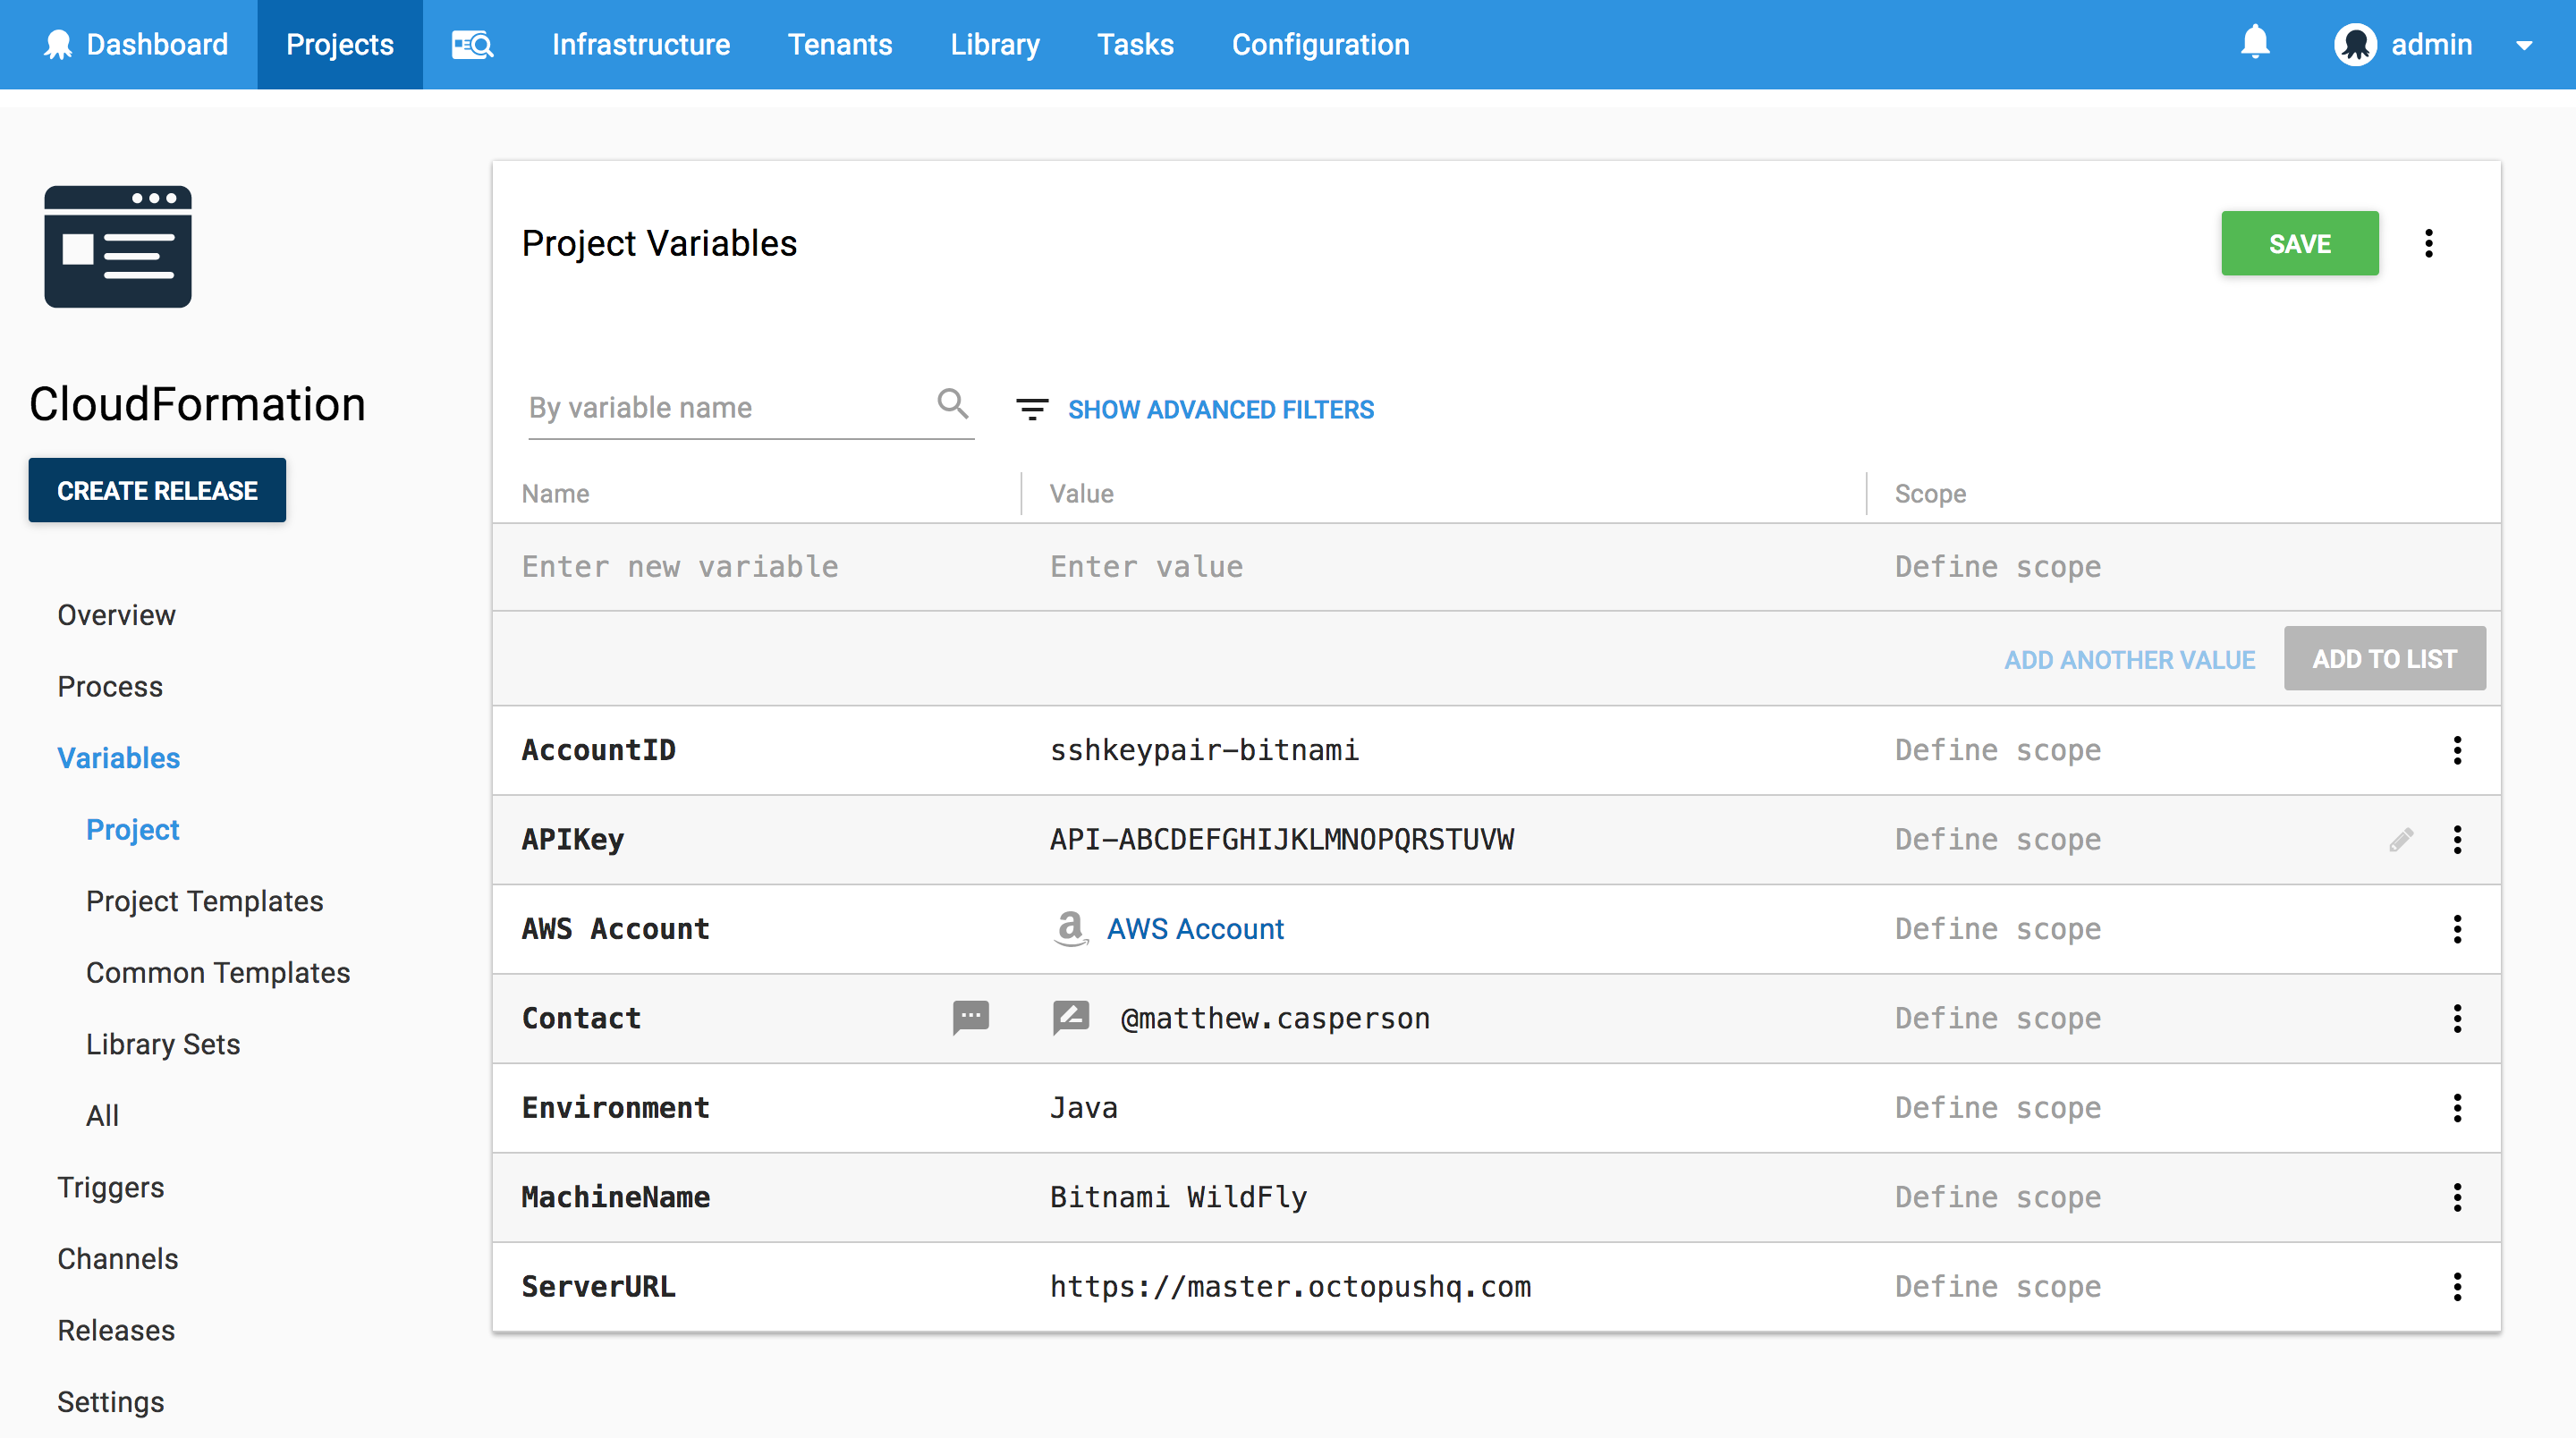 Dashboard Projects Infrastructure Tenants Library Tasks Configuration admin
CloudFormation
CREATE RELEASE
Overview
Process
Variables
Project
Project Templates
Common Templates
Library Sets
All
Triggers
Channels
Releases
Settings
Project Variables SAVE
By variable name SHOW ADVANCED FILTERS
Name Value Scope
Enter new variable Enter value Define scope
ADD ANOTHER VALUE ADD TO LIST
AccountID sshkeypair-bitnami Define scope
APIKey API-ABCDEFGHIJKLMNOPQRSTUVW Define scope
AWS Account AWS Account Define scope
Contact @matthew.casperson Define scope
Environment Java Define scope
MachineName Bitnami WildFly Define scope
ServerURL https://master.octopushq.com Define scope